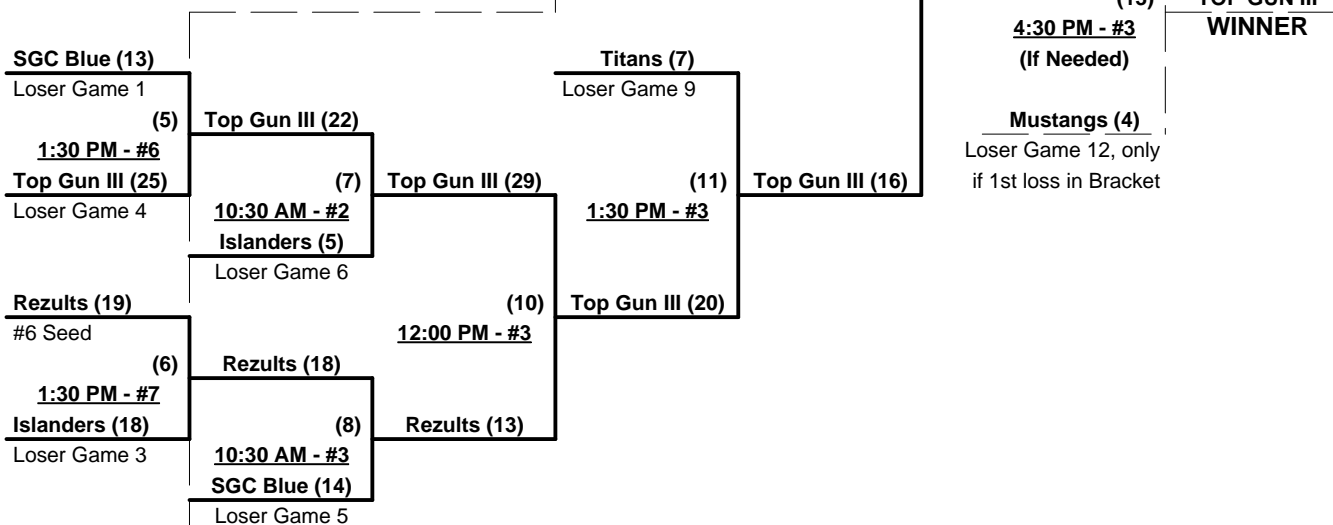 (13)
TOP GUN III
4:30 PM - #3
WINNER
(If Needed)
SGC Blue (13)
Titans (7)
Loser Game 1
Loser Game 9
(5)
Top Gun III (22)
Mustangs (4)
1:30 PM - #6
Loser Game 12, only
Top Gun III (25)
(7)
Top Gun III (29)
(11)
Top Gun III (16)
if 1st loss in Bracket
Loser Game 4
10:30 AM - #2
1:30 PM - #3
Islanders (5)
Loser Game 6
Rezults (19)
(10)
Top Gun III (20)
#6 Seed
12:00 PM - #3
(6)
Rezults (18)
1:30 PM - #7
Islanders (18)
(8)
Rezults (13)
Loser Game 3
10:30 AM - #3
SGC Blue (14)
Loser Game 5